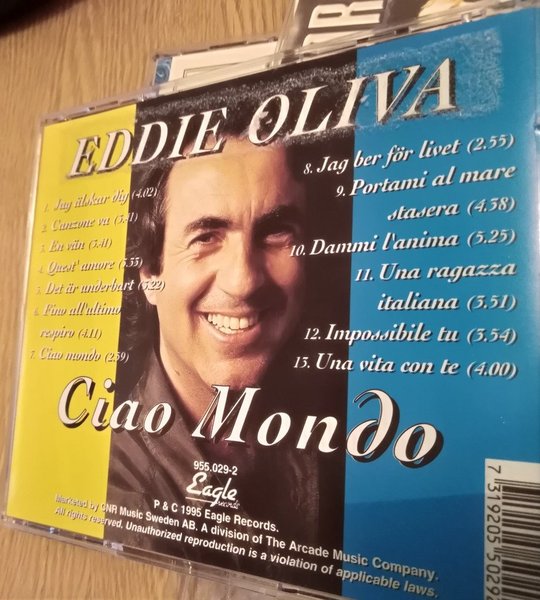 EDDIE OLIVA
1. Jag älskar dig (4.02)
2. Canzone va (3.41)
3. En vän (3.41)
4. Quest' amore (3.33)
5. Det är underbart (3.22)
6. Fino all'ultimo
respiro (4.11)
7. Ciao mondo (2.59)
8. Jag ber för livet (2.55)
9. Portami al mare
stasera (4.38)
10. Dammi l'anima (5.25)
11. Una ragazza
italiana (3.51)
12. Impossibile tu (3.54)
13. Una vita con te (4.00)
Ciao Mondo
955.029-2
Eagle
records
P & C 1995 Eagle Records.
Marketed by CNR Music Sweden AB. A division of The Arcade Music Company.
All rights reserved. Unauthorized reproduction is a violation of applicable laws.
7 319205 5029